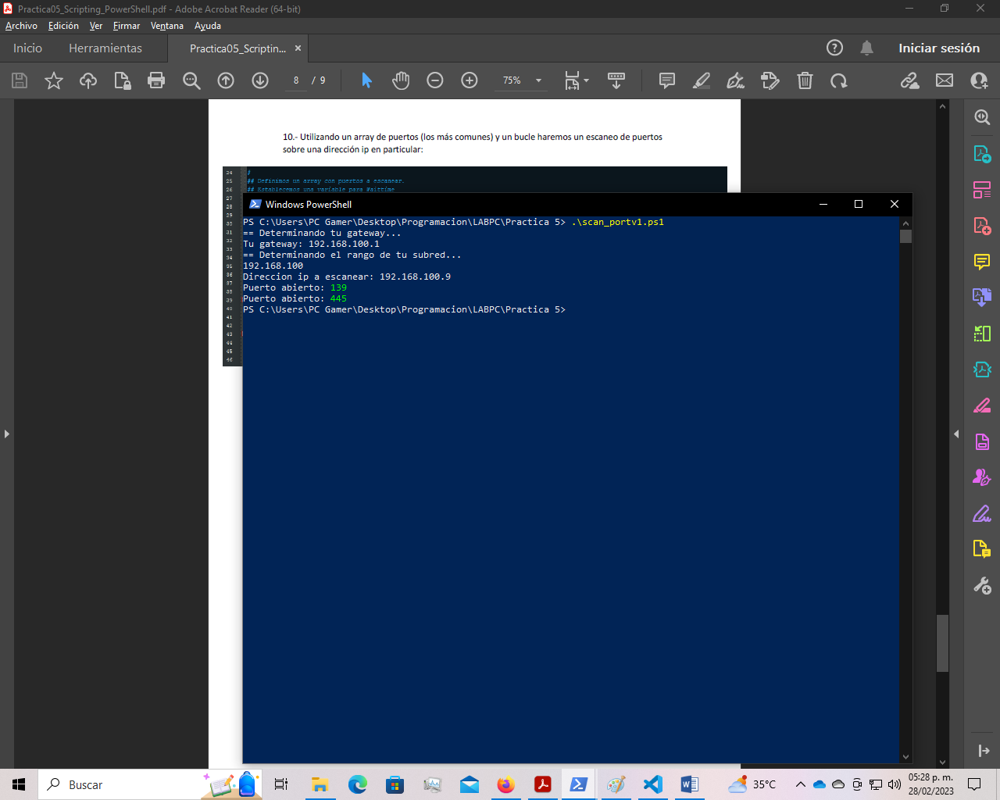 Practica05_Scripting_PowerShell.pdf - Adobe Acrobat Reader (64-bit)
Archivo Edición Ver Firmar Ventana Ayuda
Inicio Herramientas Practica05_Scriptin... × Iniciar sesión
8 / 9 75%
10.- Utilizando un array de puertos (los más comunes) y un bucle haremos un escaneo de puertos
sobre una dirección ip en particular:
24 #
25 ## Definimos un array con puertos a escanear.
26 ## Establecemos una variable para Waittime
27
28
29
30
31
32
33
34
35
36
37
38
39
40
41
42
43
44
45
46
Windows PowerShell
PS C:\Users\PC Gamer\Desktop\Programacion\LABPC\Practica 5> .\scan_portv1.ps1
== Determinando tu gateway...
Tu gateway: 192.168.100.1
== Determinando el rango de tu subred...
192.168.100
Direccion ip a escanear: 192.168.100.9
Puerto abierto: 139
Puerto abierto: 445
PS C:\Users\PC Gamer\Desktop\Programacion\LABPC\Practica 5>
Buscar
35°C
05:28 p. m.
28/02/2023